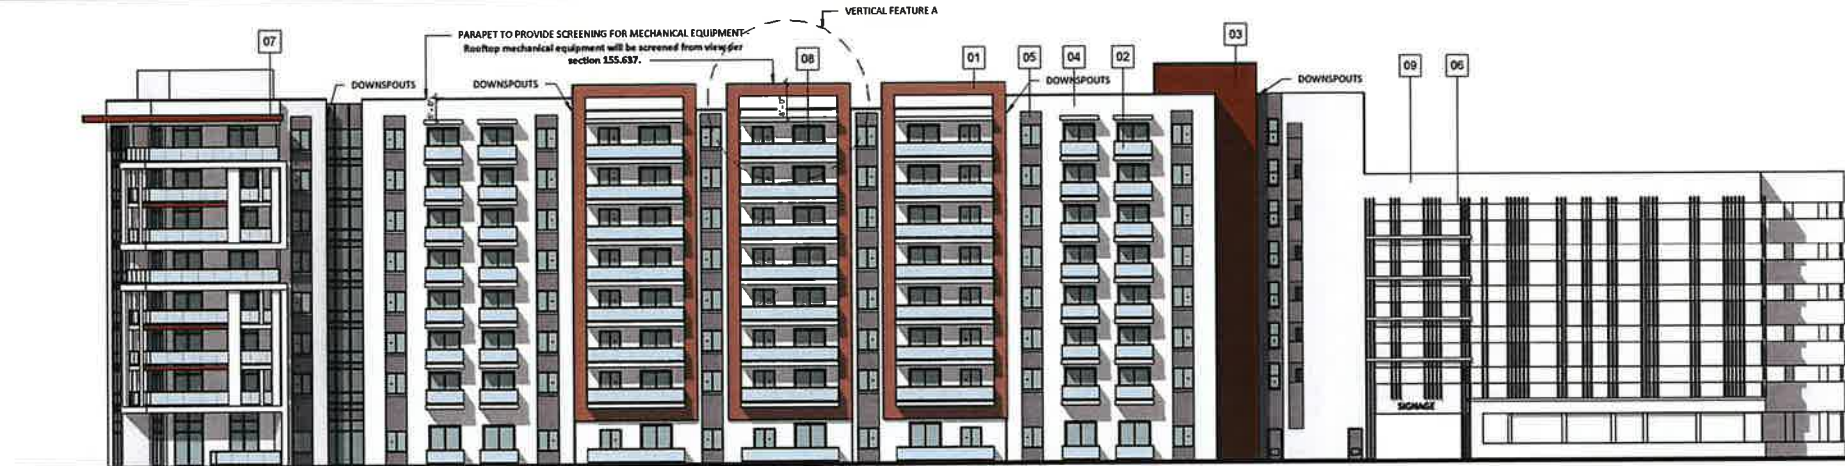 VERTICAL FEATURE A
07
PARAPET TO PROVIDE SCREENING FOR MECHANICAL EQUIPMENT
Rooftop mechanical equipment will be screened from view per
section 155.637.
08
01
05
04
02
03
09
06
DOWNSPOUTS
DOWNSPOUTS
DOWNSPOUTS
DOWNSPOUTS
SIGNAGE